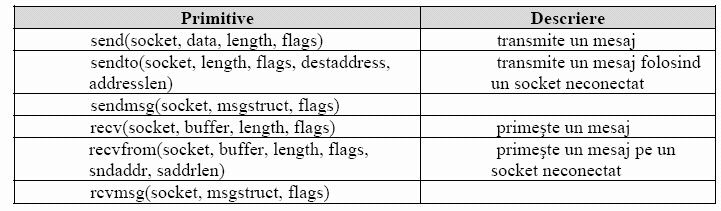 Primitive Descriere
send(socket, data, length, flags) transmite un mesaj
sendto(socket, length, flags, destaddress, transmite un mesaj folosind
addresslen) un socket neconectat
sendmsg(socket, msgstruct, flags)
recv(socket, buffer, length, flags) primeşte un mesaj
recvfrom(socket, buffer, length, flags, primeşte un mesaj pe un
sndaddr, saddrlen) socket neconectat
rcvmsg(socket, msgstruct, flags)